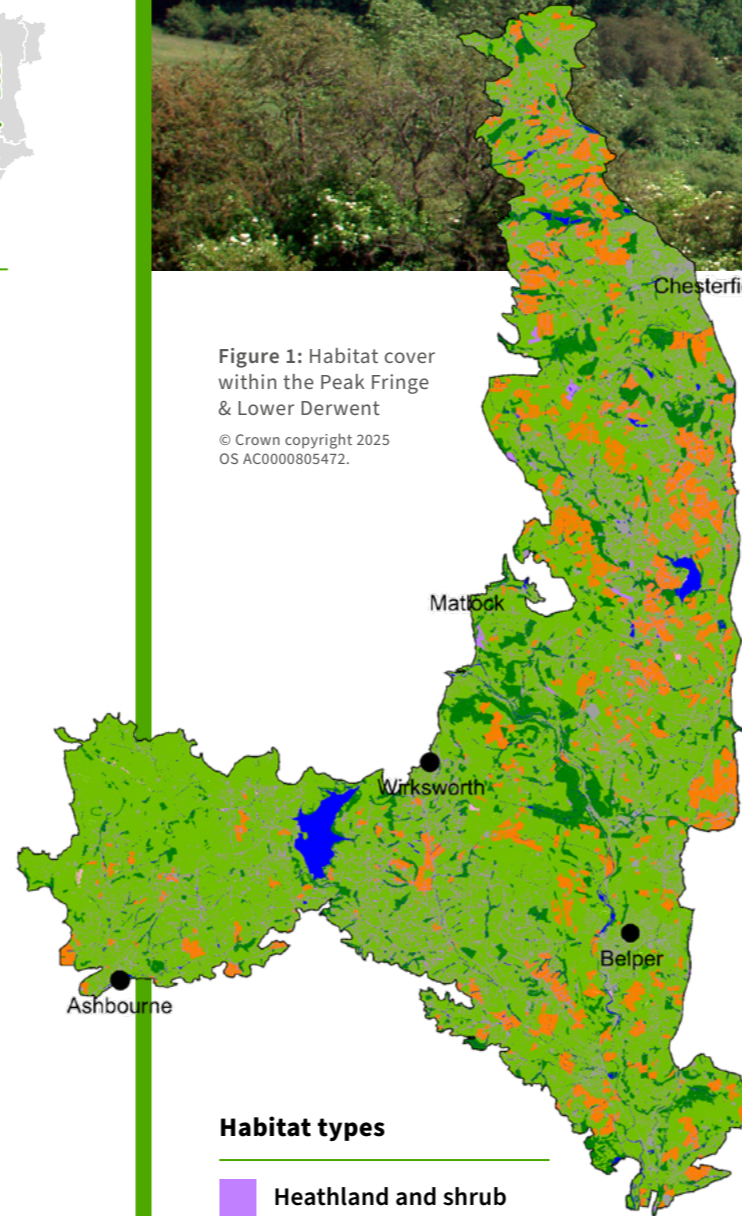 Chesterfi
Figure 1: Habitat cover
within the Peak Fringe
& Lower Derwent
© Crown copyright 2025
OS AC0000805472.
Matlock
Wirksworth
Belper
Ashbourne
Habitat types
Heathland and shrub